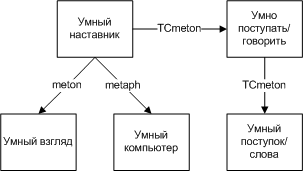 Умный
наставник
TCmeton
Умно
поступать/
говорить
meton
metaph
TCmeton
Умный взгляд
Умный
компьютер
Умный
поступок/
слова